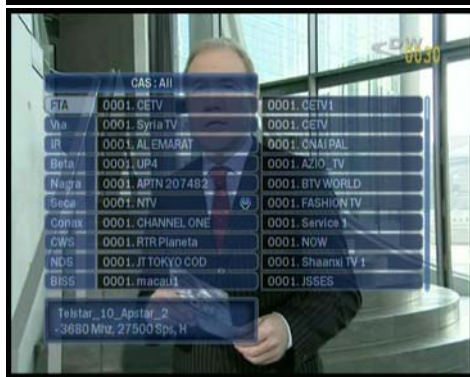 DW
00:30
CAS : All
FTA 0001. CETV 0001. CETV1
Via 0001. Syria TV 0001. CETV
IR 0001. AL EMARAT 0001. CNAI PAL
Beta 0001. UP4 0001. AZIO_TV
Nagra 0001. APTN 207482 0001. BTV WORLD
Seca 0001. NTV 0001. FASHION TV
Conax 0001. CHANNEL ONE 0001. Service 1
CWS 0001. RTR Planeta 0001. NOW
NDS 0001. JT TOKYO COD 0001. Shaanxi TV 1
BISS 0001. macau1 0001. JSSES
Telstar_10_Apstar_2
-3680 Mhz, 27500 Sps, H